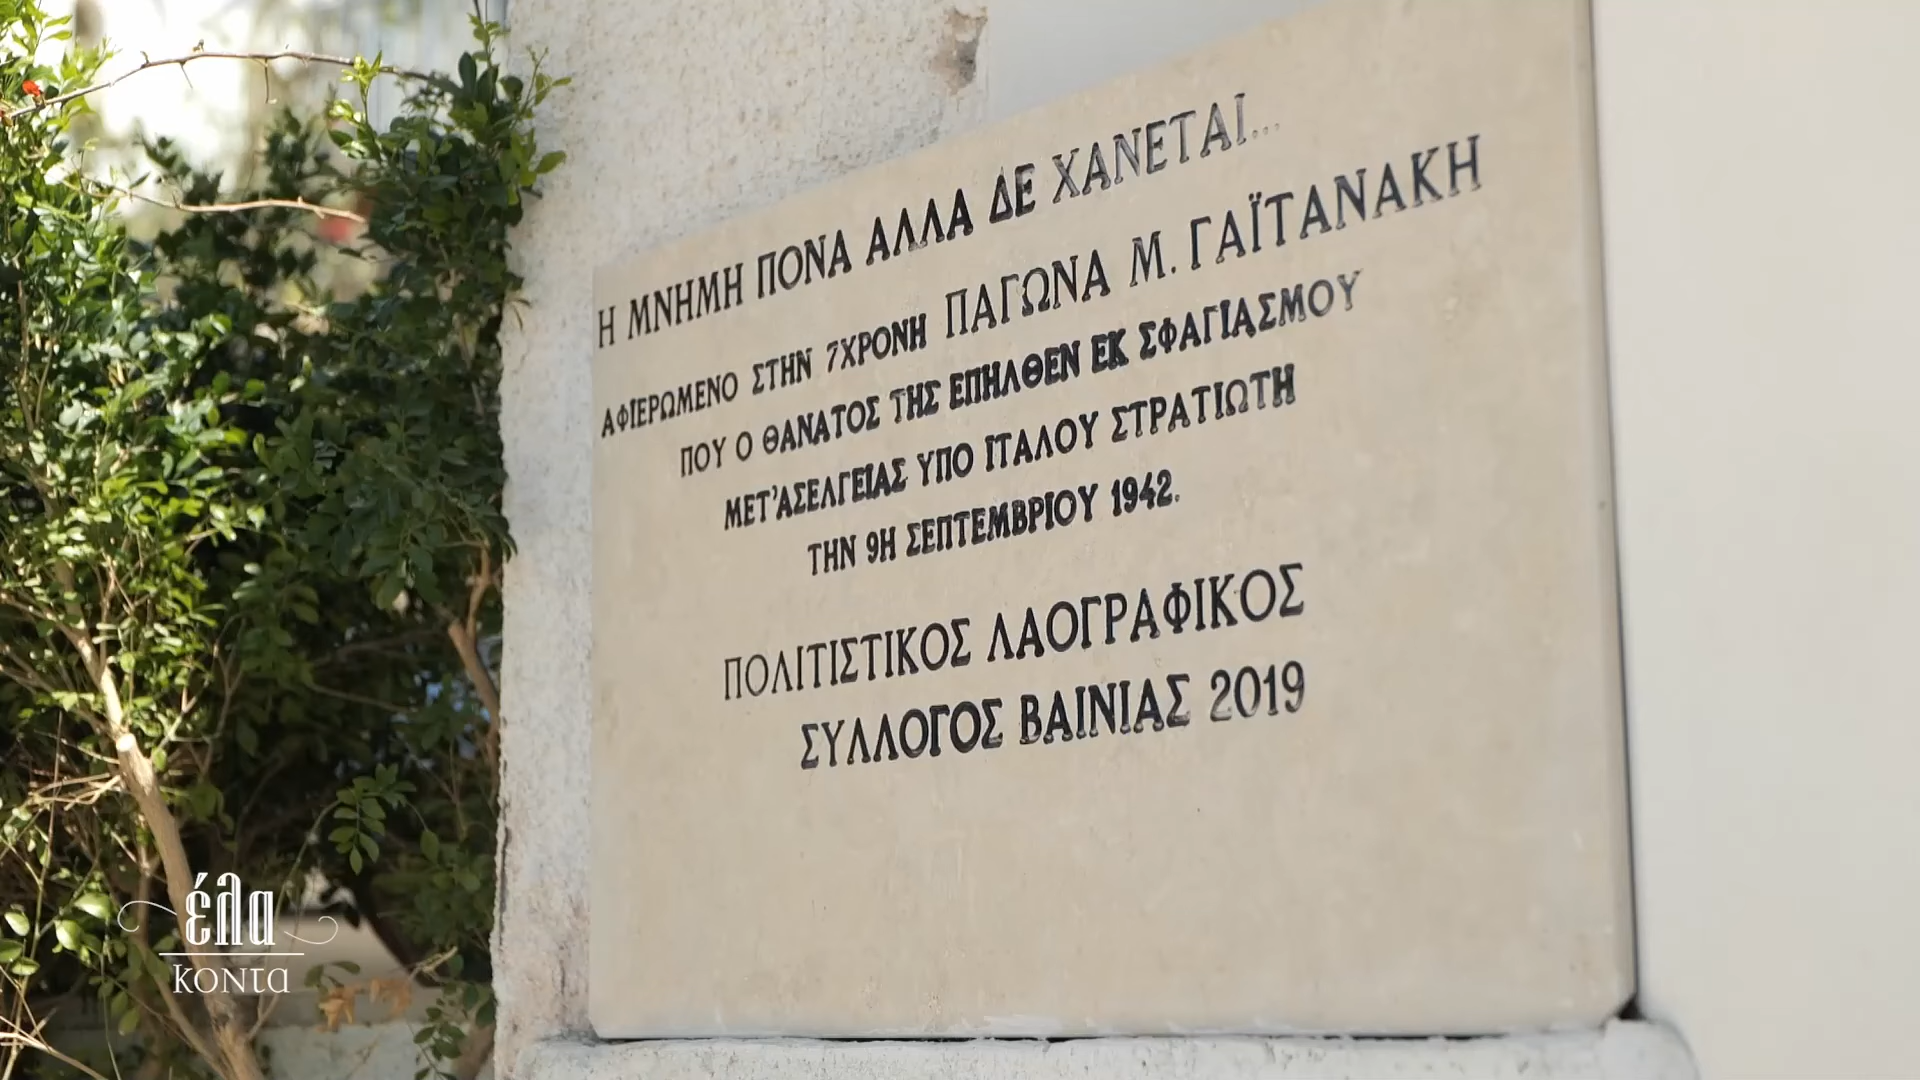 Η ΜΝΗΜΗ ΠΟΝΑ ΑΛΛΑ ΔΕ ΧΑΝΕΤΑΙ...
ΑΦΙΕΡΩΜΕΝΟ ΣΤΗΝ 7ΧΡΟΝΗ ΠΑΓΩΝΑ Μ. ΓΑΪΤΑΝΑΚΗ
ΠΟΥ Ο ΘΑΝΑΤΟΣ ΤΗΣ ΕΠΗΛΘΕΝ ΕΚ ΣΦΑΓΙΑΣΜΟΥ
ΜΕΤ'ΑΣΕΛΓΕΙΑΣ ΥΠΟ ΙΤΑΛΟΥ ΣΤΡΑΤΙΩΤΗ
ΤΗΝ 9Η ΣΕΠΤΕΜΒΡΙΟΥ 1942.
ΠΟΛΙΤΙΣΤΙΚΟΣ ΛΑΟΓΡΑΦΙΚΟΣ
ΣΥΛΛΟΓΟΣ ΒΑΙΝΙΑΣ 2019
έλα
κοντα